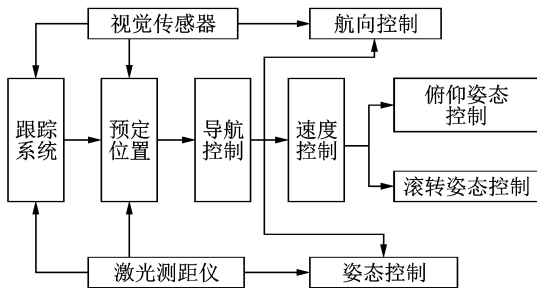 视觉传感器
航向控制
跟踪
系统
预定
位置
导航
控制
速度
控制
俯仰姿态
控制
滚转姿态控制
激光测距仪
姿态控制